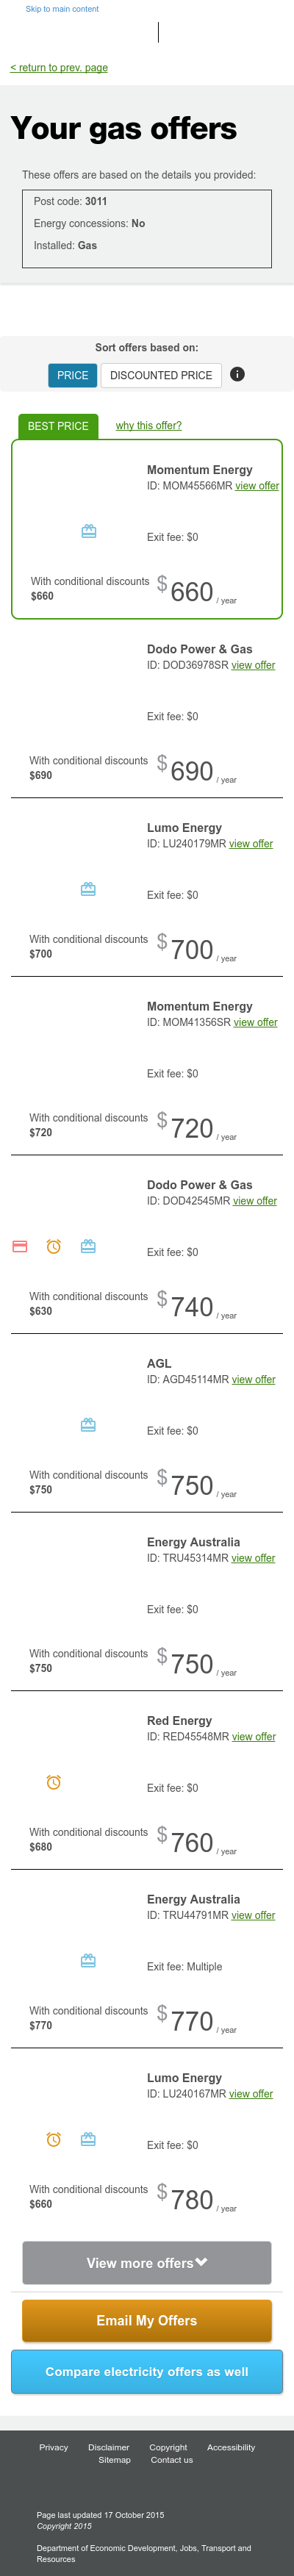 Skip to main content
< return to prev. page
Your gas offers
These offers are based on the details you provided:
Post code: 3011
Energy concessions: No
Installed: Gas
Sort offers based on:
PRICE DISCOUNTED PRICE
BEST PRICE why this offer?
Momentum Energy
ID: MOM45566MR view offer
Exit fee: $0
With conditional discounts
$660
$ 660 / year
Dodo Power & Gas
ID: DOD36978SR view offer
Exit fee: $0
With conditional discounts
$690
$ 690 / year
Lumo Energy
ID: LU240179MR view offer
Exit fee: $0
With conditional discounts
$700
$ 700 / year
Momentum Energy
ID: MOM41356SR view offer
Exit fee: $0
With conditional discounts
$720
$ 720 / year
Dodo Power & Gas
ID: DOD42545MR view offer
Exit fee: $0
With conditional discounts
$630
$ 740 / year
AGL
ID: AGD45114MR view offer
Exit fee: $0
With conditional discounts
$750
$ 750 / year
Energy Australia
ID: TRU45314MR view offer
Exit fee: $0
With conditional discounts
$750
$ 750 / year
Red Energy
ID: RED45548MR view offer
Exit fee: $0
With conditional discounts
$680
$ 760 / year
Energy Australia
ID: TRU44791MR view offer
Exit fee: Multiple
With conditional discounts
$770
$ 770 / year
Lumo Energy
ID: LU240167MR view offer
Exit fee: $0
With conditional discounts
$660
$ 780 / year
View more offers
Email My Offers
Compare electricity offers as well
Privacy Disclaimer Copyright Accessibility
Sitemap Contact us
Page last updated 17 October 2015
Copyright 2015
Department of Economic Development, Jobs, Transport and
Resources